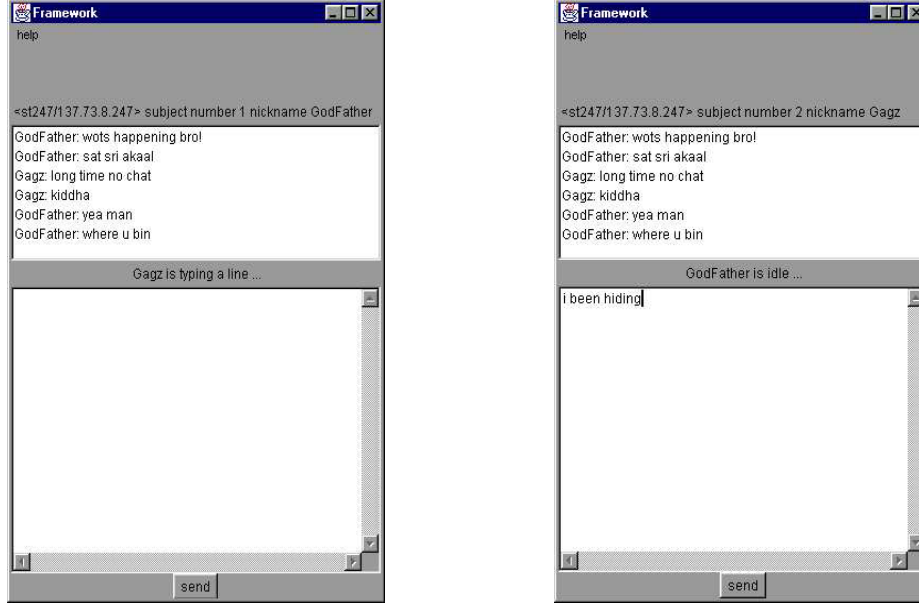 Framework
help
<st247/137.73.8.247> subject number 1 nickname GodFather
GodFather: wots happening bro!
GodFather: sat sri akaal
Gagz: long time no chat
Gagz: kiddha
GodFather: yea man
GodFather: where u bin
Gagz is typing a line ...
send
Framework
help
<st247/137.73.8.247> subject number 2 nickname Gagz
GodFather: wots happening bro!
GodFather: sat sri akaal
Gagz: long time no chat
Gagz: kiddha
GodFather: yea man
GodFather: where u bin
GodFather is idle ...
i been hiding
send